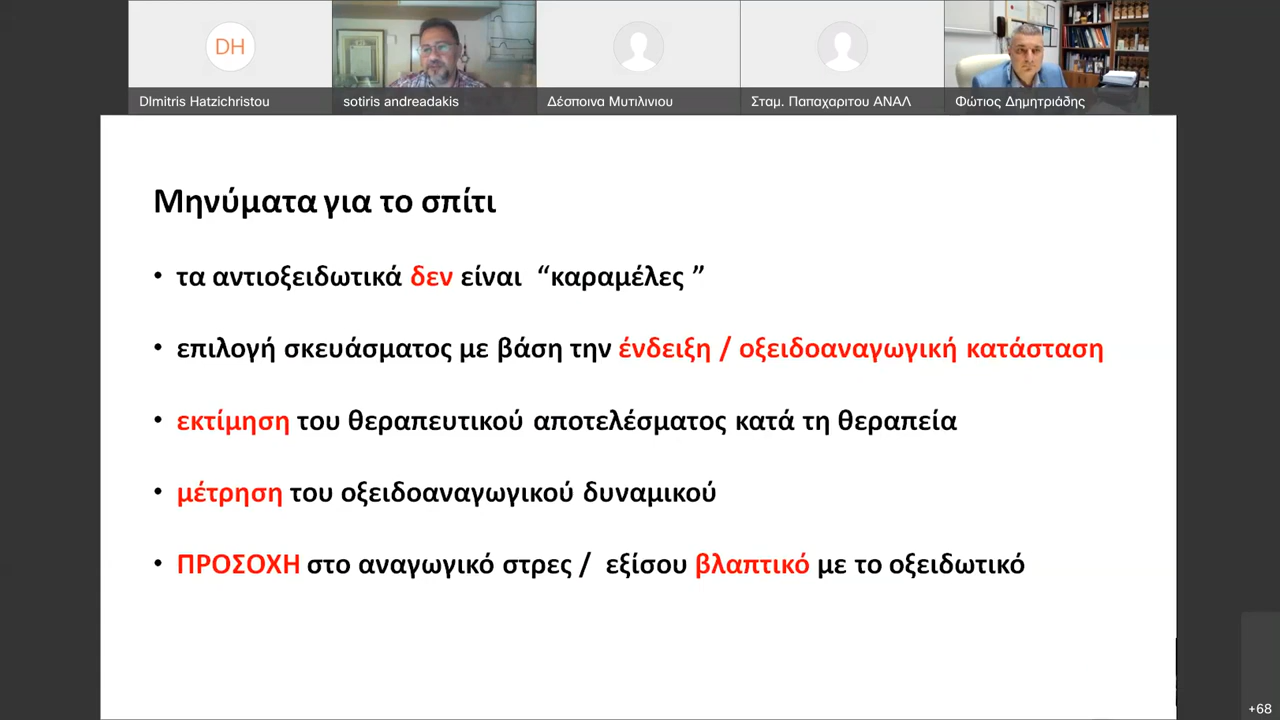 DH
DImitris Hatzichristou
sotiris andreadakis
Δέσποινα Μυτιλινιου
Σταμ. Παπαχαριτου ΑΝΑΛ
Φώτιος Δημητριάδης
Μηνύματα για το σπίτι
• τα αντιοξειδωτικά δεν είναι “καραμέλες ”
• επιλογή σκευάσματος με βάση την ένδειξη / οξειδοαναγωγική κατάσταση
• εκτίμηση του θεραπευτικού αποτελέσματος κατά τη θεραπεία
• μέτρηση του οξειδοαναγωγικού δυναμικού
• ΠΡΟΣΟΧΗ στο αναγωγικό στρες / εξίσου βλαπτικό με το οξειδωτικό
+68